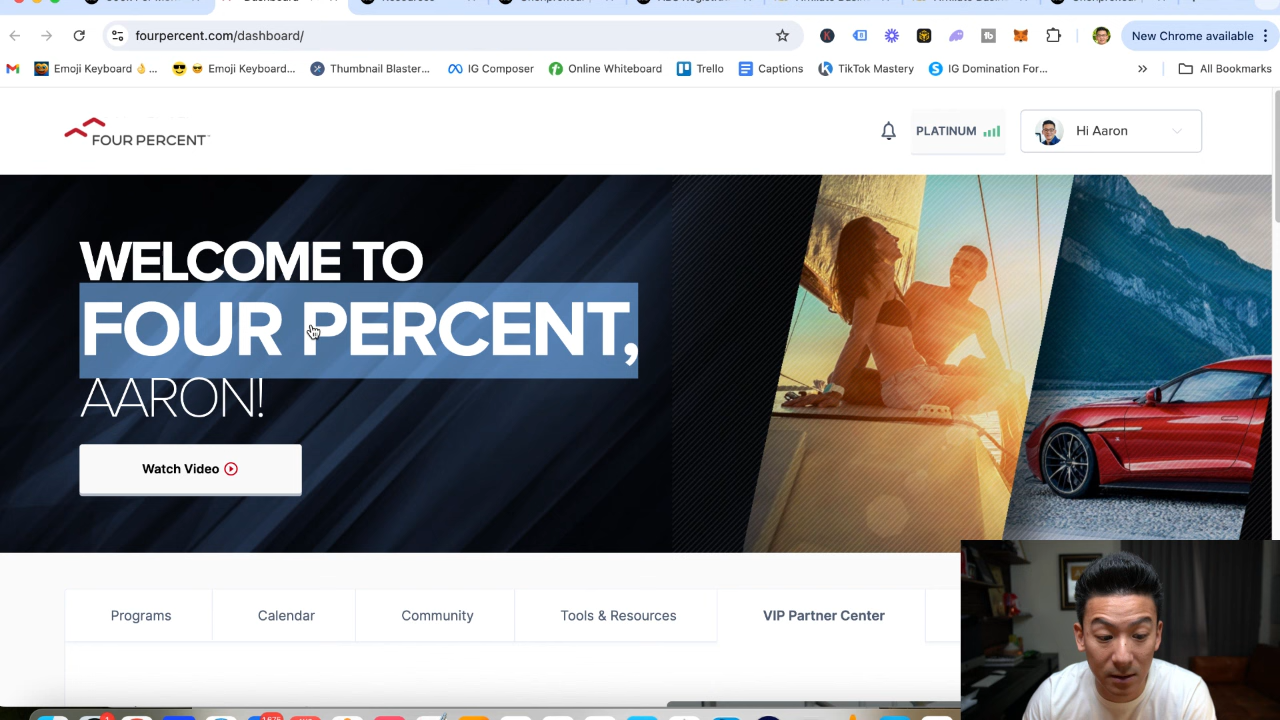 Dashboard
Resources
fourpercent.com/dashboard/
New Chrome available
Emoji Keyboard 👌 ...
Emoji Keyboard...
Thumbnail Blaster...
IG Composer
Online Whiteboard
Trello
Captions
TikTok Mastery
IG Domination For...
All Bookmarks
FOUR PERCENT
PLATINUM
Hi Aaron
WELCOME TO
FOUR PERCENT,
AARON!
Watch Video
Programs
Calendar
Community
Tools & Resources
VIP Partner Center